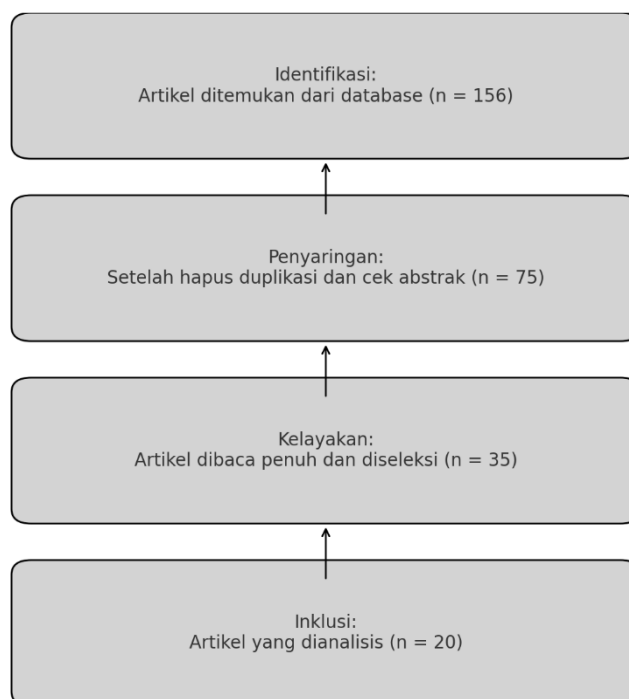 Identifikasi:
Artikel ditemukan dari database (n = 156)
Penyaringan:
Setelah hapus duplikasi dan cek abstrak (n = 75)
Kelayakan:
Artikel dibaca penuh dan diseleksi (n = 35)
Inklusi:
Artikel yang dianalisis (n = 20)